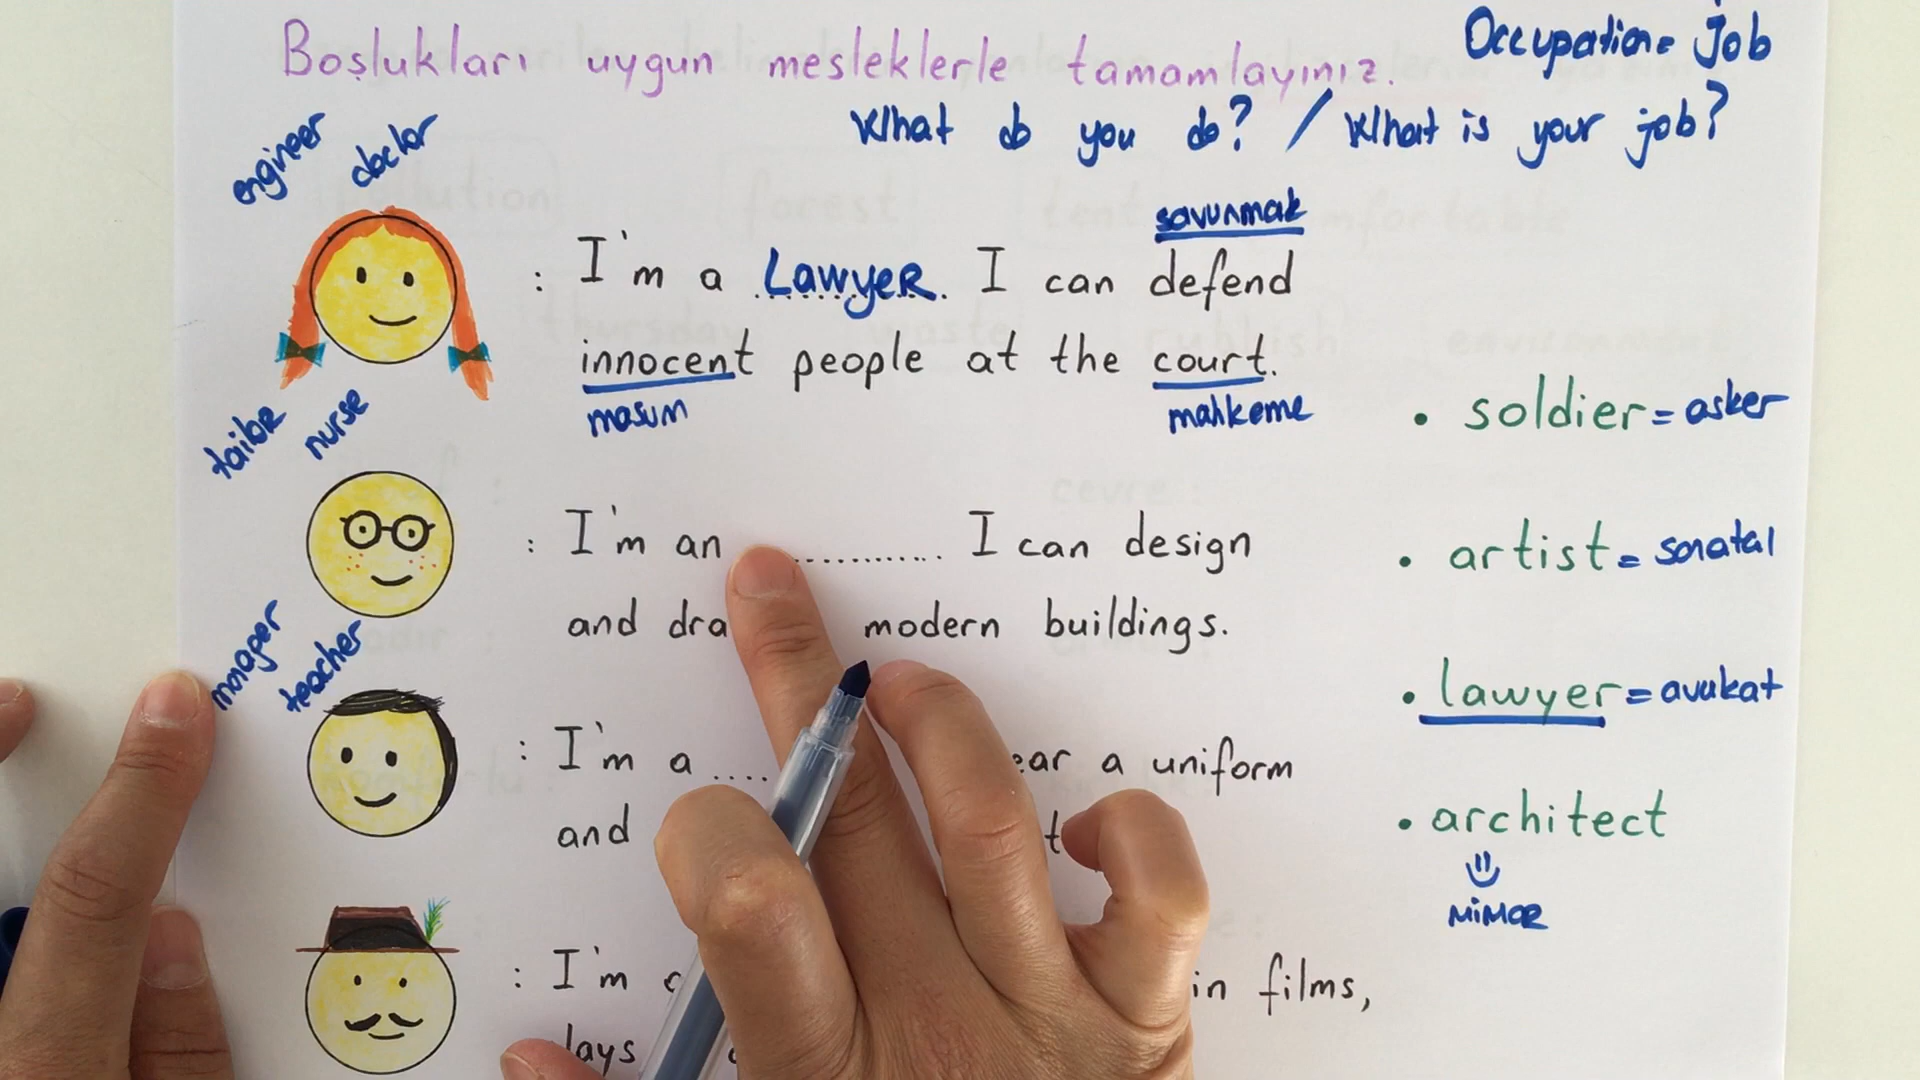 Boşlukları uygun mesleklerle tamamlayınız.
Occupation = job
What do you do? / What is your job?
engineer
doctor
savunmak
: I'm a Lawyer. I can defend
innocent people at the court.
masum
mahkeme
tailor
nurse
: I'm an ............ I can design
and dra modern buildings.
manager
teacher
: I'm a .... ear a uniform
and
: I'm in films,
lays
• soldier = asker
• artist = sanatal
• lawyer = avukat
• architect
mimar